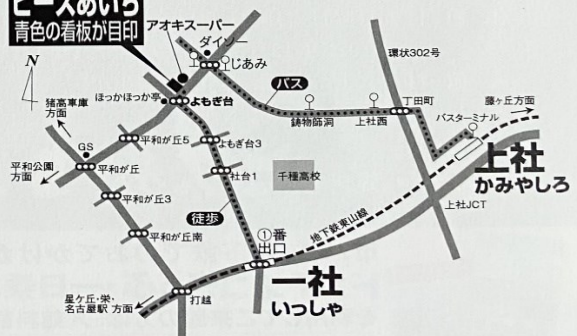 ピースあいち
青色の看板が目印
アオキスーパー
ダイソー
じあみ
N
猪高車庫
方面
ほっかほっか亭
よもぎ台
バス
環状302号
丁田町
藤ヶ丘方面
バスターミナル
鋳物師洞
上社西
GS
平和が丘5
よもぎ台3
平和公園
方面
平和が丘
社台1
千種高校
上社
かみやしろ
平和が丘3
徒歩
①番
出口
地下鉄東山線
上社JCT
平和が丘南
一社
いっしゃ
星ヶ丘・栄・
名古屋駅 方面
打越